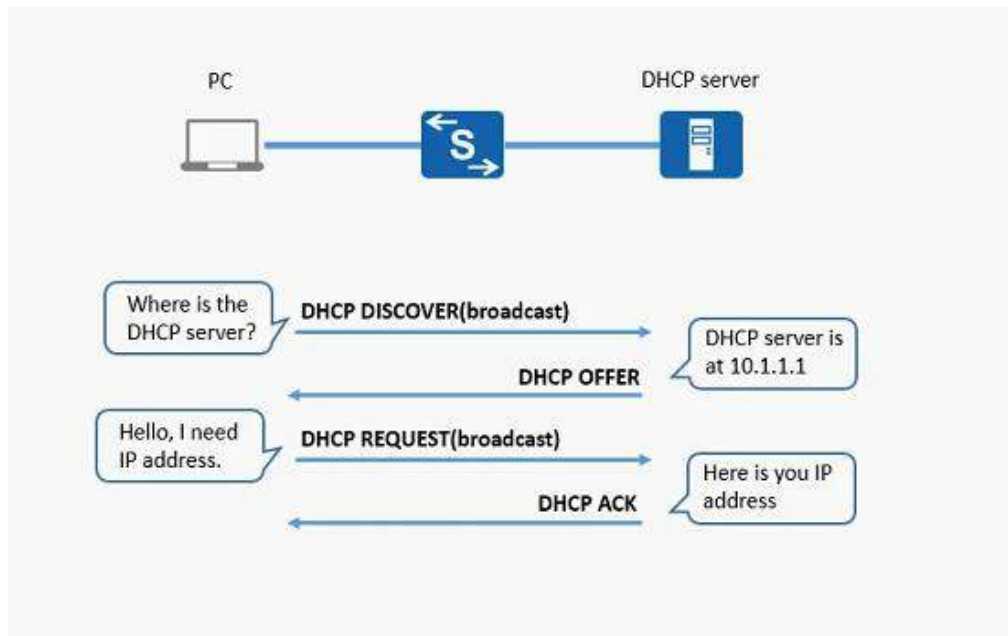 PC
DHCP server
S
Where is the
DHCP server?
DHCP DISCOVER(broadcast)
DHCP server is
at 10.1.1.1
DHCP OFFER
Hello, I need
IP address.
DHCP REQUEST(broadcast)
Here is you IP
address
DHCP ACK